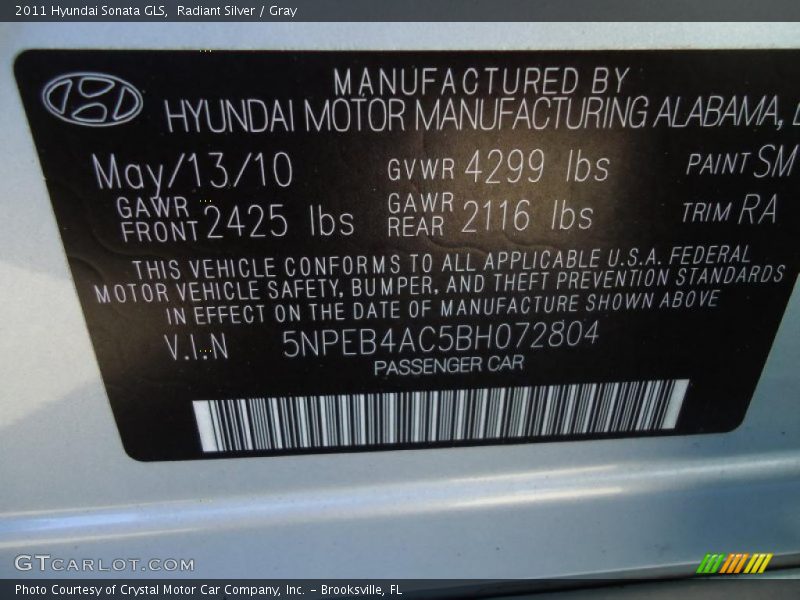 2011 Hyundai Sonata GLS, Radiant Silver / Gray
MANUFACTURED BY
HYUNDAI MOTOR MANUFACTURING ALABAMA,
May/13/10 GVWR 4299 lbs PAINT SM
GAWR FRONT 2425 lbs GAWR REAR 2116 lbs TRIM RA
THIS VEHICLE CONFORMS TO ALL APPLICABLE U.S.A. FEDERAL
MOTOR VEHICLE SAFETY, BUMPER, AND THEFT PREVENTION STANDARDS
IN EFFECT ON THE DATE OF MANUFACTURE SHOWN ABOVE
V.I.N 5NPEB4AC5BH072804
PASSENGER CAR
GTCARLOT.COM
Photo Courtesy of Crystal Motor Car Company, Inc. – Brooksville, FL